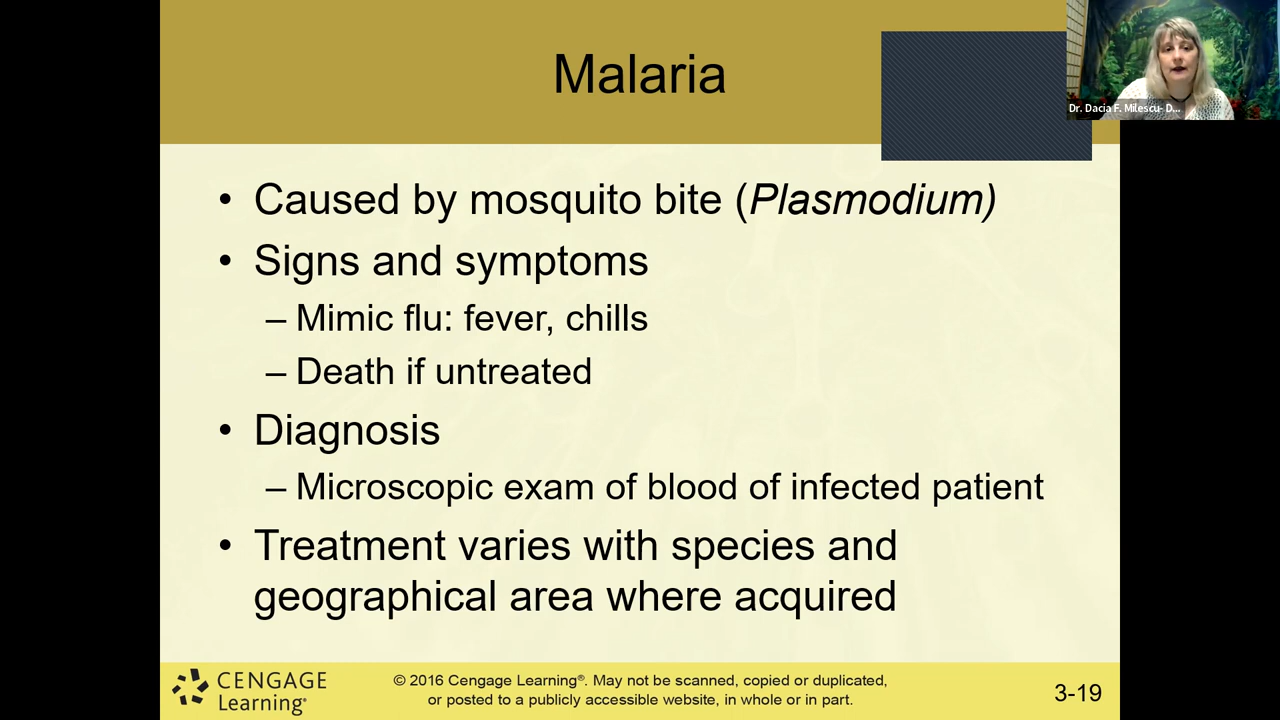 Malaria
Dr. Dacia F. Milescu- D...
• Caused by mosquito bite (Plasmodium)
• Signs and symptoms
– Mimic flu: fever, chills
– Death if untreated
• Diagnosis
– Microscopic exam of blood of infected patient
• Treatment varies with species and
geographical area where acquired
CENGAGE
Learning®
© 2016 Cengage Learning®. May not be scanned, copied or duplicated,
or posted to a publicly accessible website, in whole or in part.
3-19